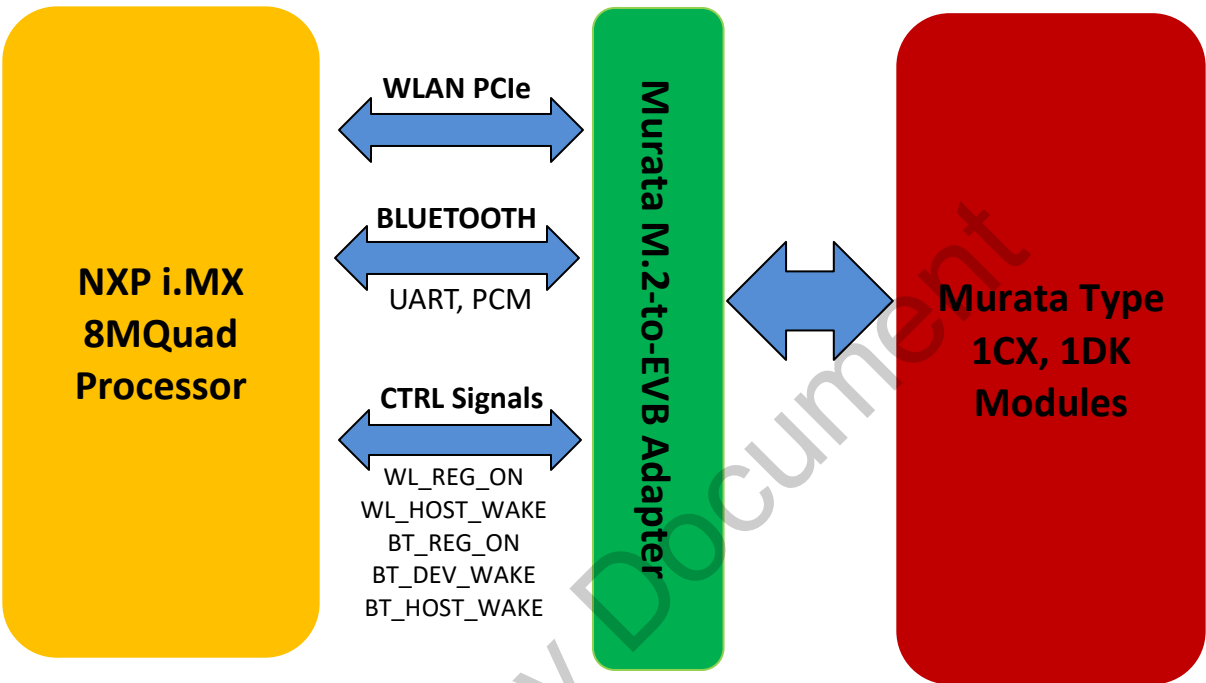 NXP i.MX
8MQuad
Processor
WLAN PCIe
BLUETOOTH
UART, PCM
CTRL Signals
WL_REG_ON
WL_HOST_WAKE
BT_REG_ON
BT_DEV_WAKE
BT_HOST_WAKE
Murata M.2-to-EVB Adapter
Murata Type
1CX, 1DK
Modules
y Document